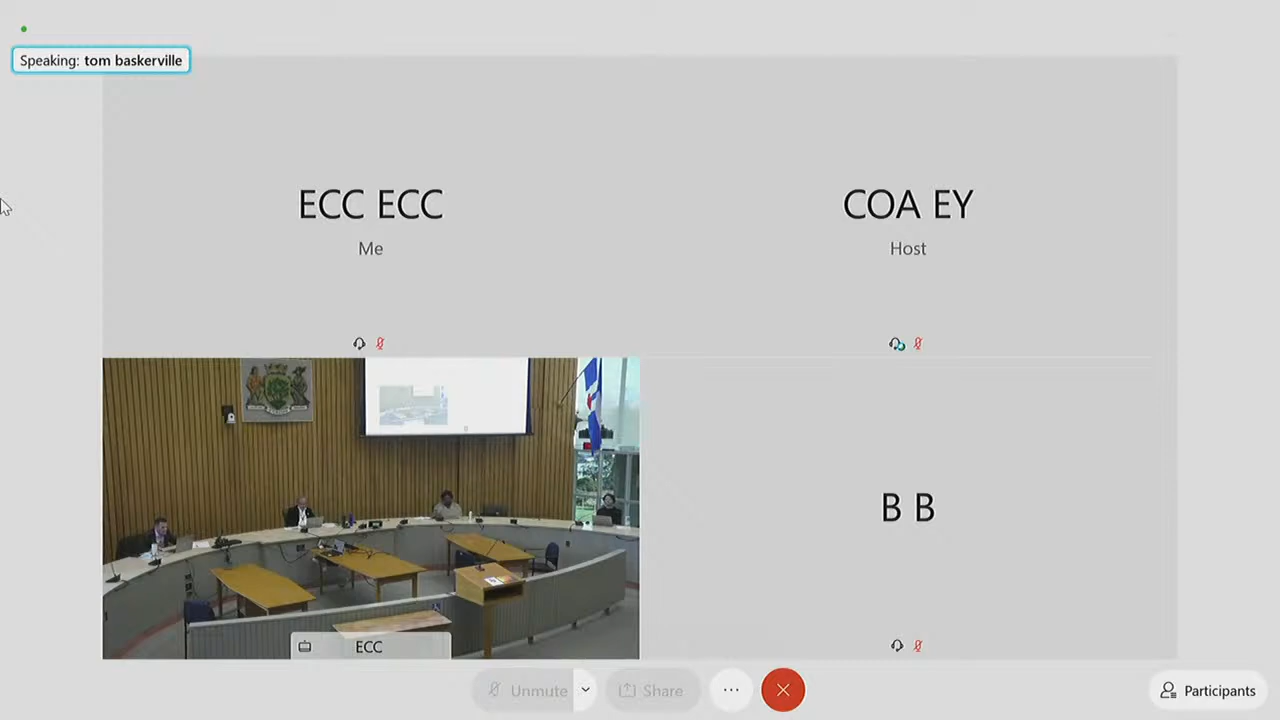 Speaking: tom baskerville
ECC ECC
Me
COA EY
Host
ECC
B B
Unmute
Share
Participants